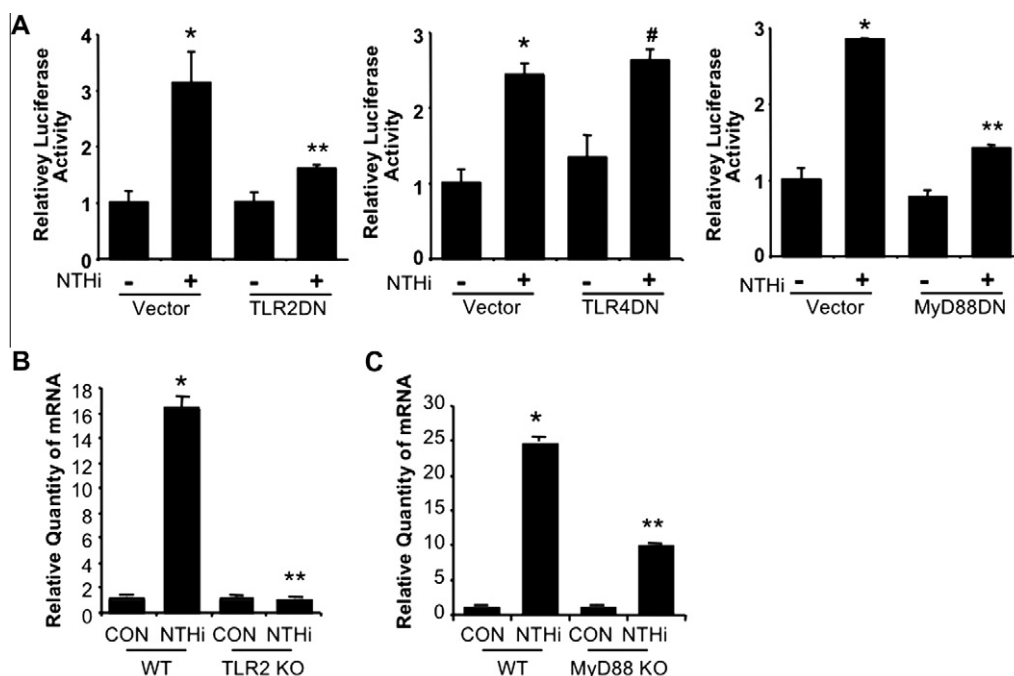 A
Relativey Luciferase
Activity
4
3
2
1
0
*
**
NTHi - + - +
Vector TLR2DN
Relativey Luciferase
Activity
3
2
1
0
*
#
NTHi - + - +
Vector TLR4DN
Relativey Luciferase
Activity
3
2
1
0
*
**
NTHi - + - +
Vector MyD88DN
B
Relative Quantity of mRNA
18
16
14
12
10
8
6
4
2
0
*
**
CON NTHi CON NTHi
WT TLR2 KO
C
Relative Quantity of mRNA
30
25
20
15
10
5
0
*
**
CON NTHi CON NTHi
WT MyD88 KO